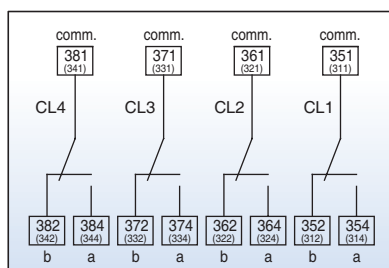 comm. comm. comm. comm.
381 371 361 351
(341) (331) (321) (311)
CL4 CL3 CL2 CL1
382 384 372 374 362 364 352 354
(342) (344) (332) (334) (322) (324) (312) (314)
b a b a b a b a